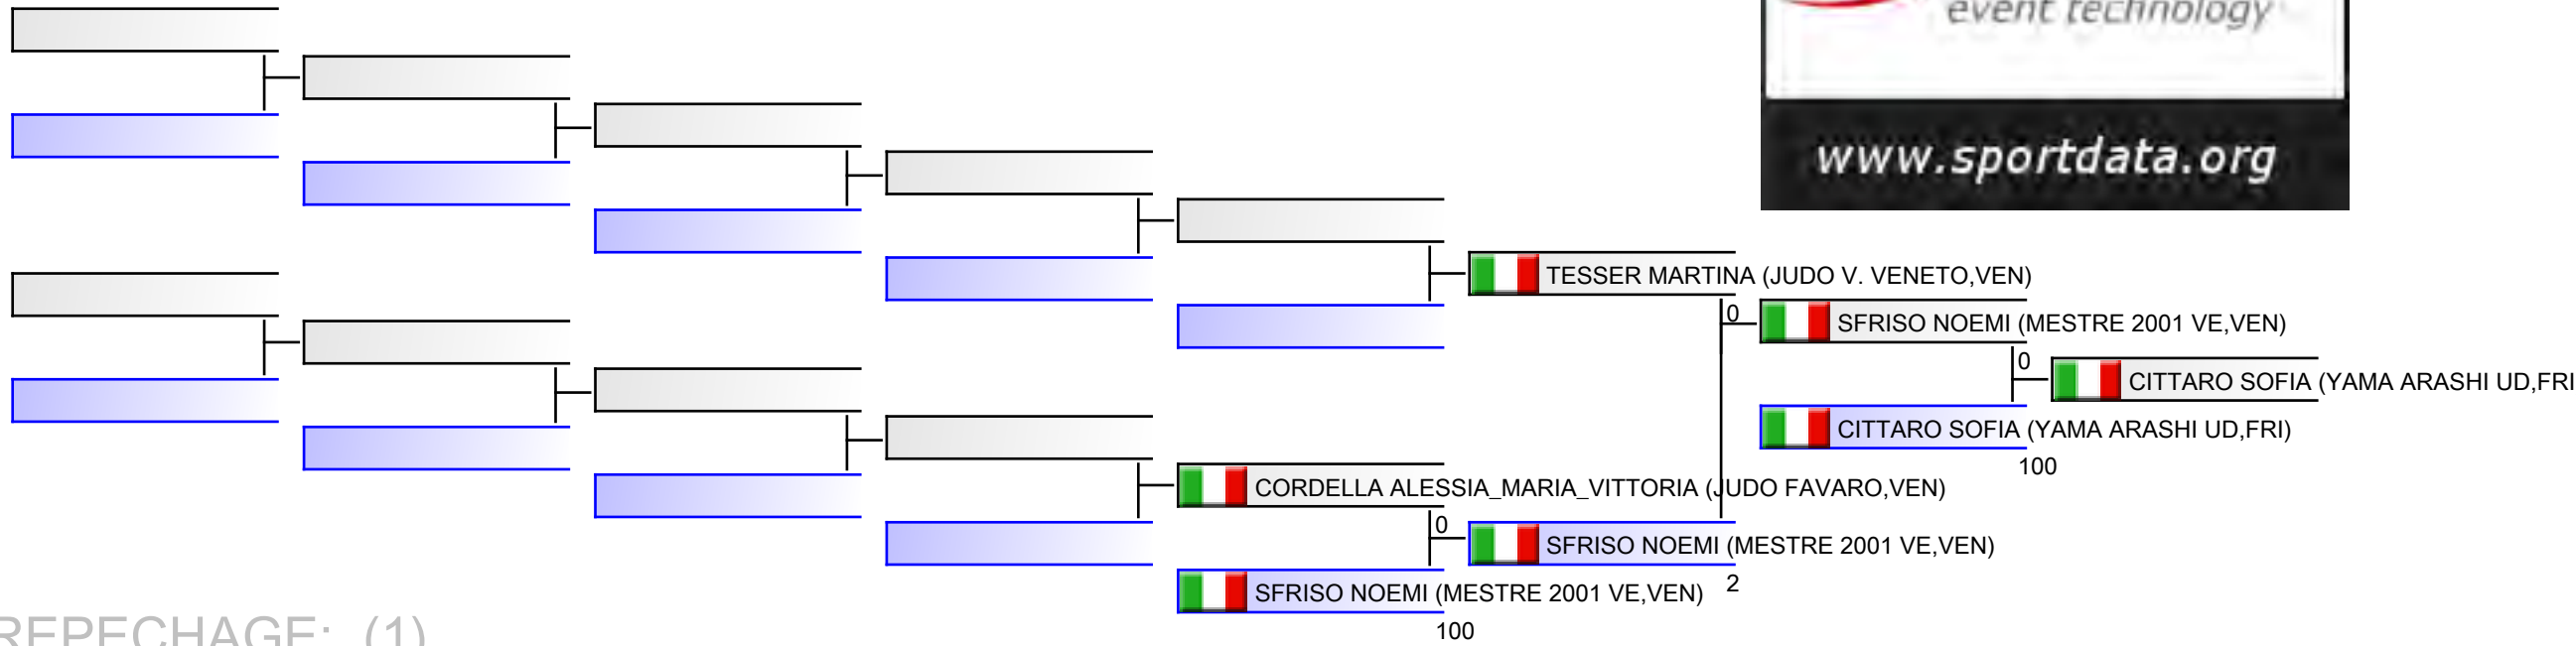 event technology
www.sportdata.org
TESSER MARTINA (JUDO V. VENETO,VEN)
0
SFRISO NOEMI (MESTRE 2001 VE,VEN)
0
CITTARO SOFIA (YAMA ARASHI UD,FRI
CITTARO SOFIA (YAMA ARASHI UD,FRI)
100
CORDELLA ALESSIA_MARIA_VITTORIA (JUDO FAVARO,VEN)
0
SFRISO NOEMI (MESTRE 2001 VE,VEN)
2
SFRISO NOEMI (MESTRE 2001 VE,VEN)
100
REPECHAGE: (1)